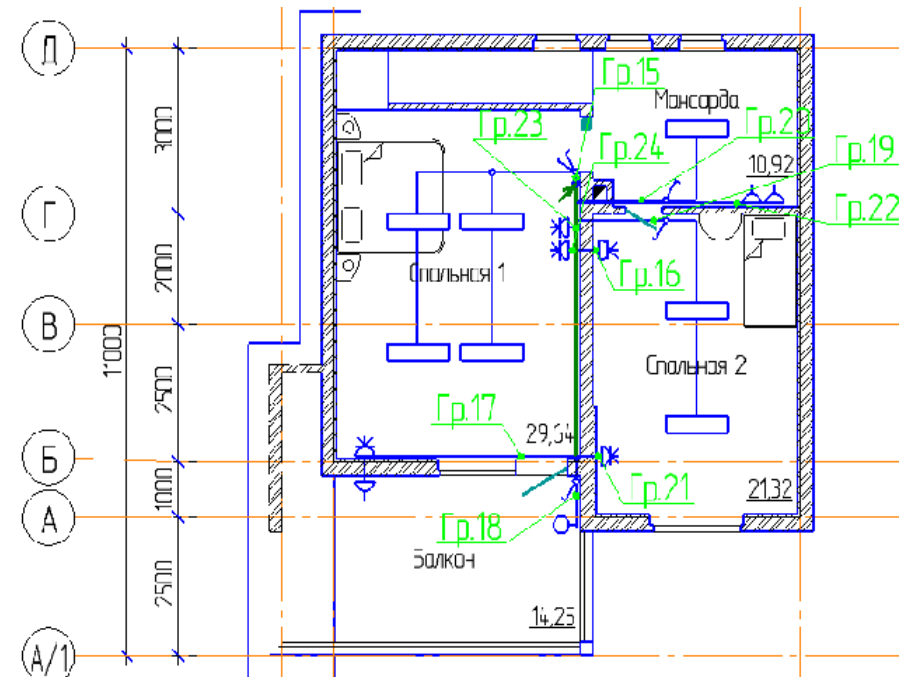 Д
Гр.15
Мансарда
Гр.23
Гр.20
3000
Гр.24
10,92
Гр.19
Г
Гр.22
2000
Спальная 1
Гр.16
В
11000
Спальная 2
2500
Гр.17
29,64
Б
1000
Гр.21
21,32
А
Гр.18
Балкон
2500
14,25
А/1